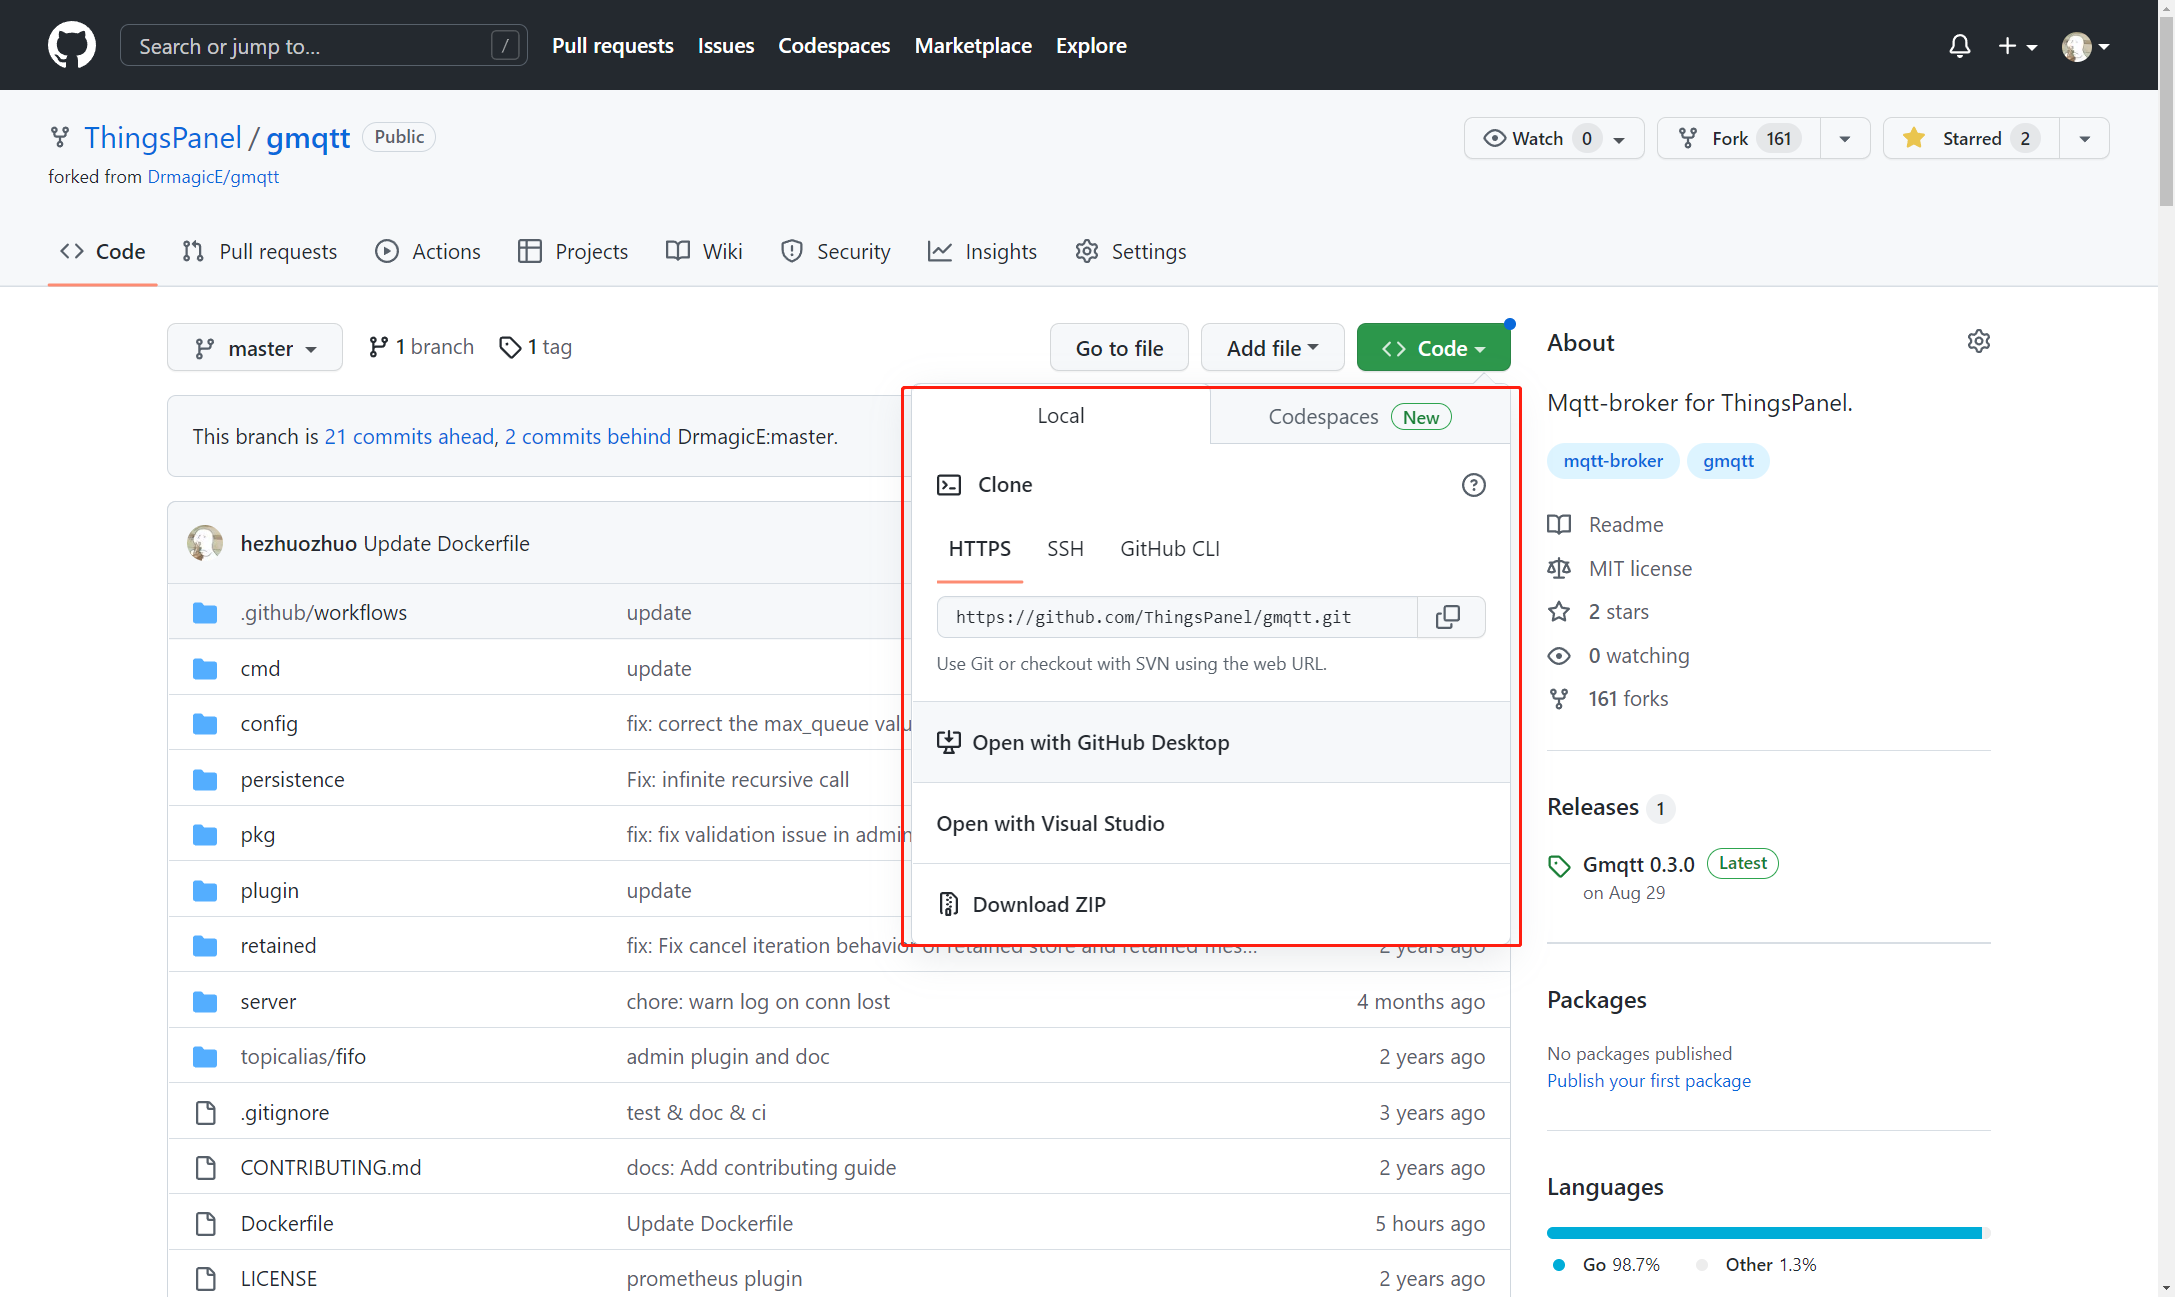 Search or jump to... / Pull requests Issues Codespaces Marketplace Explore
ThingsPanel / gmqtt Public
Watch 0 Fork 161 Starred 2
forked from DrmagicE/gmqtt
Code Pull requests Actions Projects Wiki Security Insights Settings
master 1 branch 1 tag Go to file Add file Code
This branch is 21 commits ahead, 2 commits behind DrmagicE:master.
hezhuozhuo Update Dockerfile
.github/workflows update
cmd update
config fix: correct the max_queue valu
persistence Fix: infinite recursive call
pkg fix: fix validation issue in admin
plugin update
retained fix: Fix cancel iteration behavior of retained store and retained mes... 2 years ago
server chore: warn log on conn lost 4 months ago
topicalias/fifo admin plugin and doc 2 years ago
.gitignore test & doc & ci 3 years ago
CONTRIBUTING.md docs: Add contributing guide 2 years ago
Dockerfile Update Dockerfile 5 hours ago
LICENSE prometheus plugin 2 years ago
Local Codespaces New
Clone
HTTPS SSH GitHub CLI
https://github.com/ThingsPanel/gmqtt.git
Use Git or checkout with SVN using the web URL.
Open with GitHub Desktop
Open with Visual Studio
Download ZIP
About
Mqtt-broker for ThingsPanel.
mqtt-broker gmqtt
Readme
MIT license
2 stars
0 watching
161 forks
Releases 1
Gmqtt 0.3.0 Latest
on Aug 29
Packages
No packages published
Publish your first package
Languages
Go 98.7% Other 1.3%